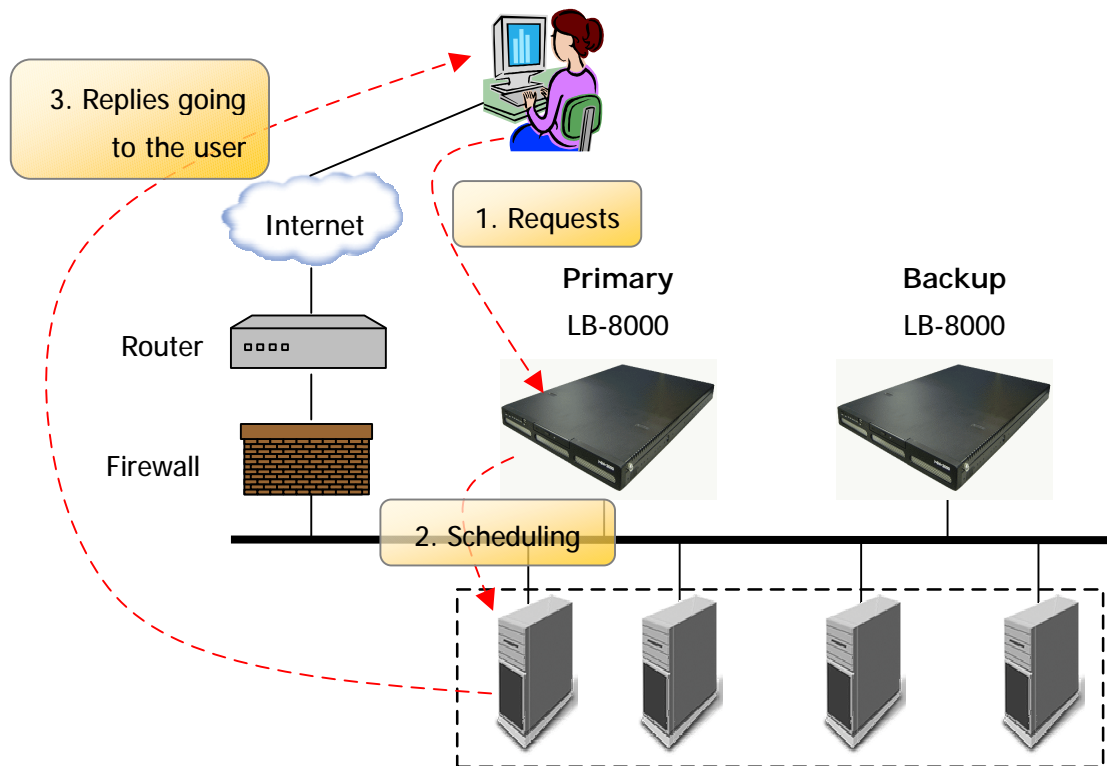 3. Replies going
to the user
Internet
1. Requests
Primary
LB-8000
Backup
LB-8000
Router
Firewall
2. Scheduling